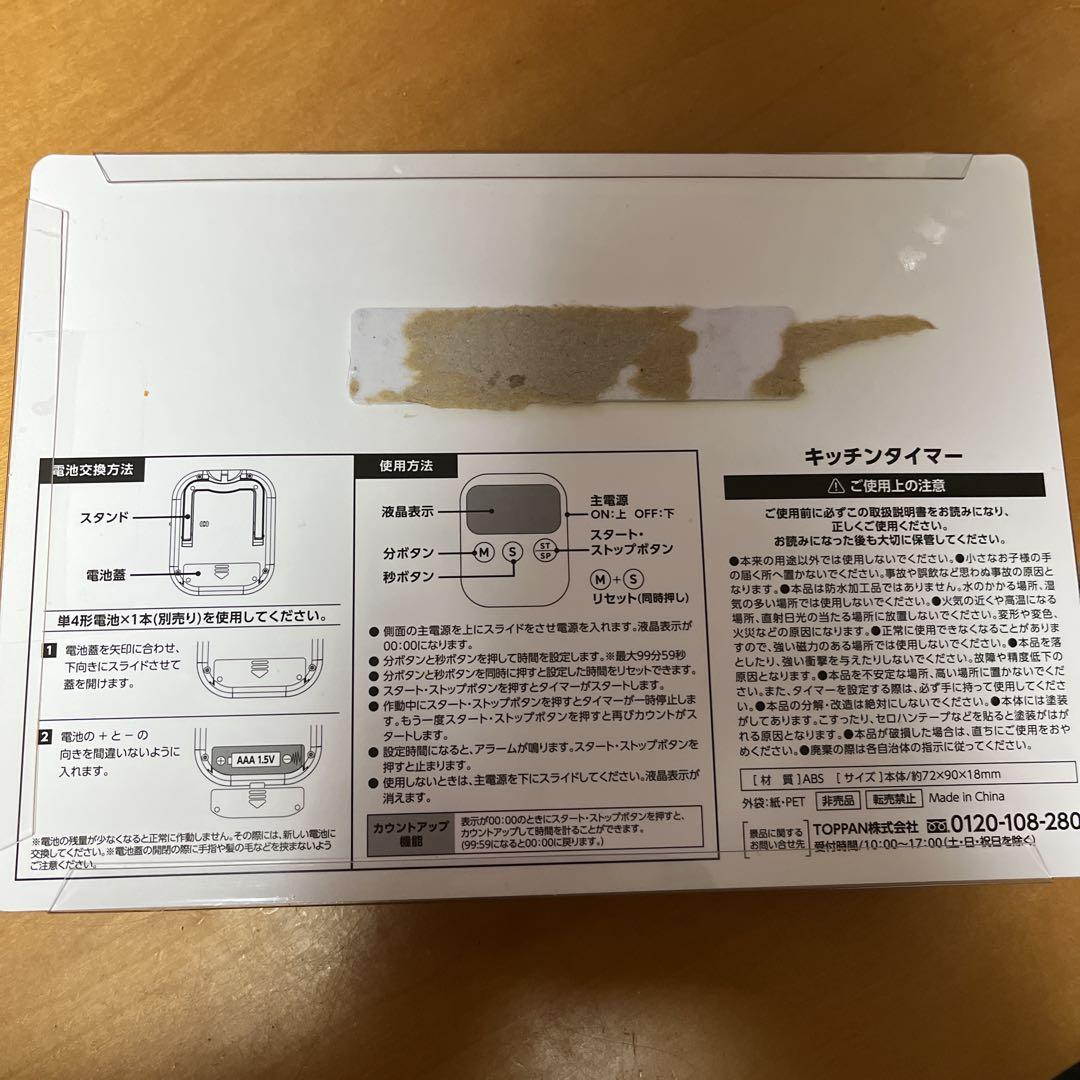 電池交換方法
スタンド
電池蓋
単4形電池×1本(別売り)を使用してください。
1 電池蓋を矢印に合わせ、
下向きにスライドさせて
蓋を開けます。
2 電池の+と-の
向きを間違いないように
入れます。
AAA 1.5V
※電池の残量が少なくなると正常に作動しません。その際には、新しい電池に
交換してください。※電池蓋の開閉の際に手指や髪の毛などを挟まないよう
ご注意ください。
使用方法
液晶表示
分ボタン
秒ボタン
M
S
ST
SP
主電源
ON:上 OFF:下
スタート・
ストップボタン
M+S
リセット(同時押し)
● 側面の主電源を上にスライドをさせ電源を入れます。液晶表示が
00:00になります。
● 分ボタンと秒ボタンを押して時間を設定します。※最大99分59秒
● 分ボタンと秒ボタンを同時に押すと設定した時間をリセットできます。
● スタート・ストップボタンを押すとタイマーがスタートします。
● 作動中にスタート・ストップボタンを押すとタイマーが一時停止しま
す。もう一度スタート・ストップボタンを押すと再びカウントがス
タートします。
● 設定時間になると、アラームが鳴ります。スタート・ストップボタンを
押すと止まります。
● 使用しないときは、主電源を下にスライドしてください。液晶表示が
消えます。
カウントアップ
機能
表示が00:00のときにスタート・ストップボタンを押すと、
カウントアップして時間を計ることができます。
(99:59になると00:00に戻ります。)
キッチンタイマー
⚠ ご使用上の注意
ご使用前に必ずこの取扱説明書をお読みになり、
正しくご使用ください。
お読みになった後も大切に保管してください。
●本来の用途以外では使用しないでください。●小さなお子様の手
の届く所へ置かないでください。事故や誤飲など思わぬ事故の原因と
なります。●本品は防水加工品ではありません。水のかかる場所、湿
気の多い場所では使用しないでください。●火気の近くや高温になる
場所、直射日光の当たる場所に放置しないでください。変形や変色、
火災などの原因になります。●正常に使用できなくなることがありま
すので、強い磁力のある場所では使用しないでください。●本品を落
としたり、強い衝撃を与えたりしないでください。故障や精度低下の
原因となります。●本品を不安定な場所、高い場所に置かないでくだ
さい。また、タイマーを設定する際は、必ず手に持って使用してくださ
い。●本品の分解・改造は絶対にしないでください。●本体には塗装
がしてあります。こすったり、セロハンテープなどを貼ると塗装がはが
れる原因となります。●本品が破損した場合は、直ちにご使用をおや
めください。●廃棄の際は各自治体の指示に従ってください。
[材 質]ABS [サイズ]本体/約72×90×18mm
外袋:紙・PET 非売品 転売禁止 Made in China
景品に関する
お問い合せ先
TOPPAN株式会社 0120-108-280
受付時間/10:00~17:00(土・日・祝日を除く)